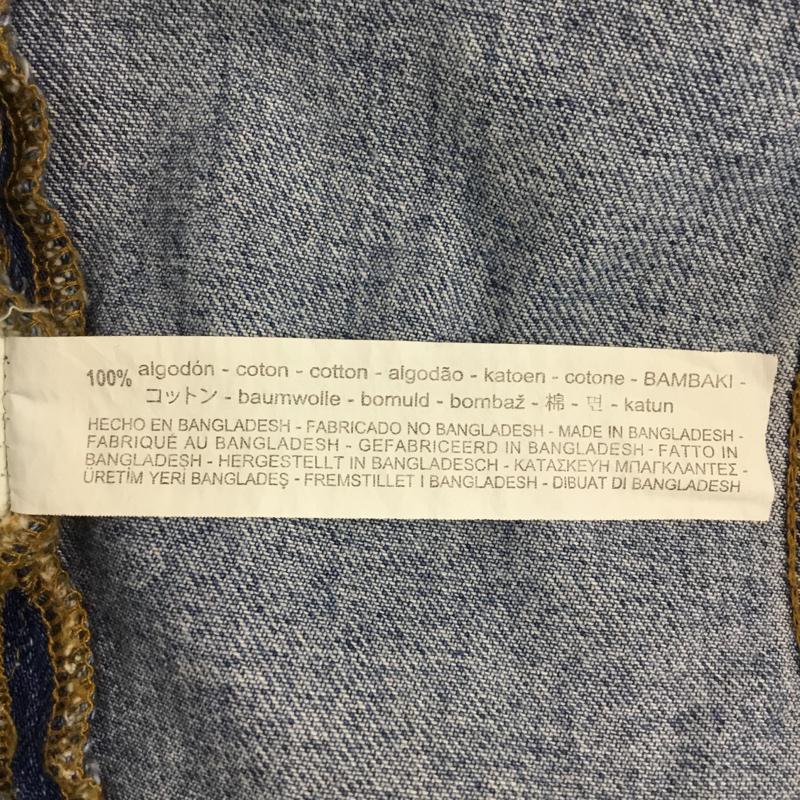 100% algodón - coton - cotton - algodão - katoen - cotone - BAMBAKI -
コットン - baumwolle - bomuld - bombaž - 棉 - 면 - katun
HECHO EN BANGLADESH - FABRICADO NO BANGLADESH - MADE IN BANGLADESH -
FABRIQUÉ AU BANGLADESH - GEFABRICEERD IN BANGLADESH - FATTO IN
BANGLADESH - HERGESTELLT IN BANGLADESCH - ΚΑΤΑΣΚΕΥΗ ΜΠΑΓΚΛΑΝΤΕΣ -
ÜRETİM YERİ BANGLADEŞ - FREMSTILLET I BANGLADESH - DIBUAT DI BANGLADESH